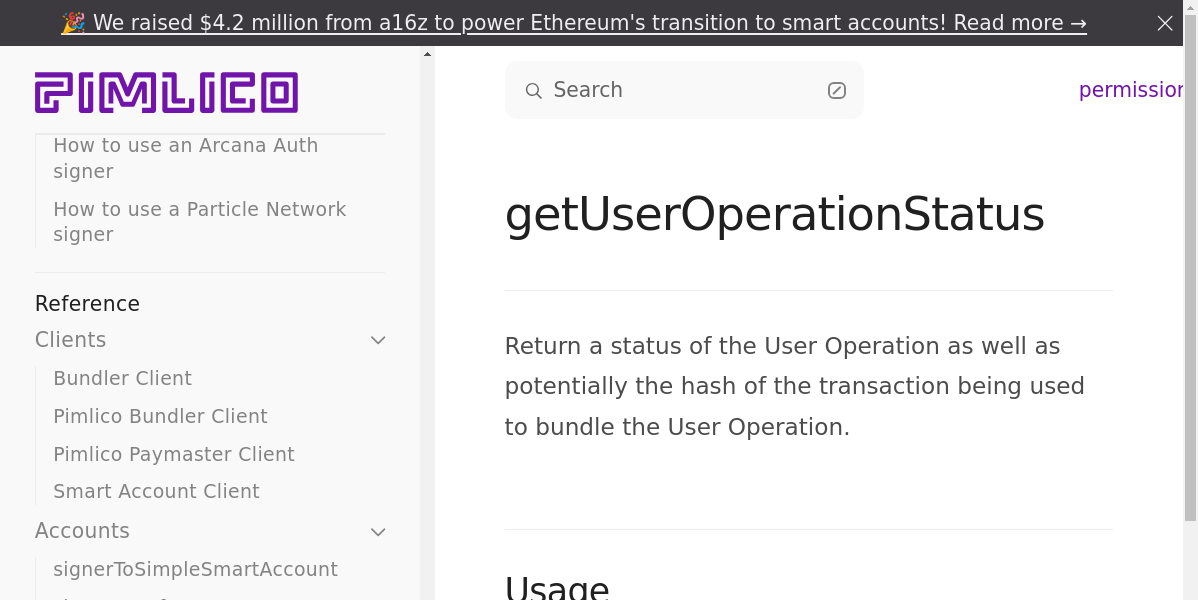 🎉 We raised $4.2 million from a16z to power Ethereum's transition to smart accounts! Read more →
PIMLICO
Search
permission
How to use an Arcana Auth
signer
How to use a Particle Network
signer
Reference
Clients
Bundler Client
Pimlico Bundler Client
Pimlico Paymaster Client
Smart Account Client
Accounts
signerToSimpleSmartAccount
getUserOperationStatus
Return a status of the User Operation as well as
potentially the hash of the transaction being used
to bundle the User Operation.
Usage